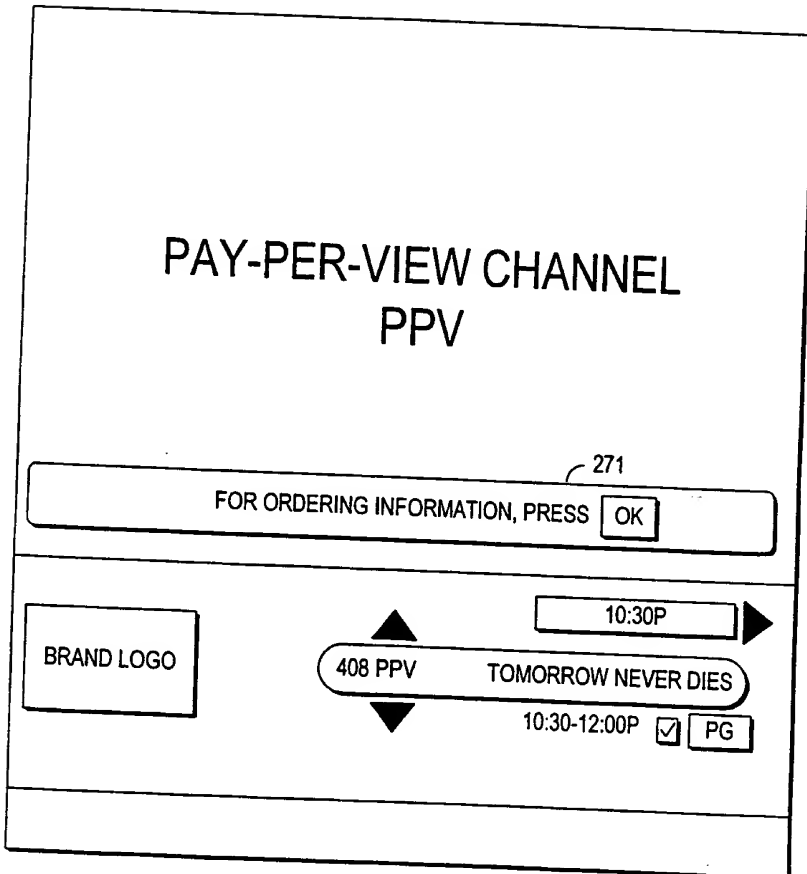 PAY-PER-VIEW CHANNEL
PPV
271
FOR ORDERING INFORMATION, PRESS OK
10:30P
BRAND LOGO
408 PPV TOMORROW NEVER DIES
10:30-12:00P PG